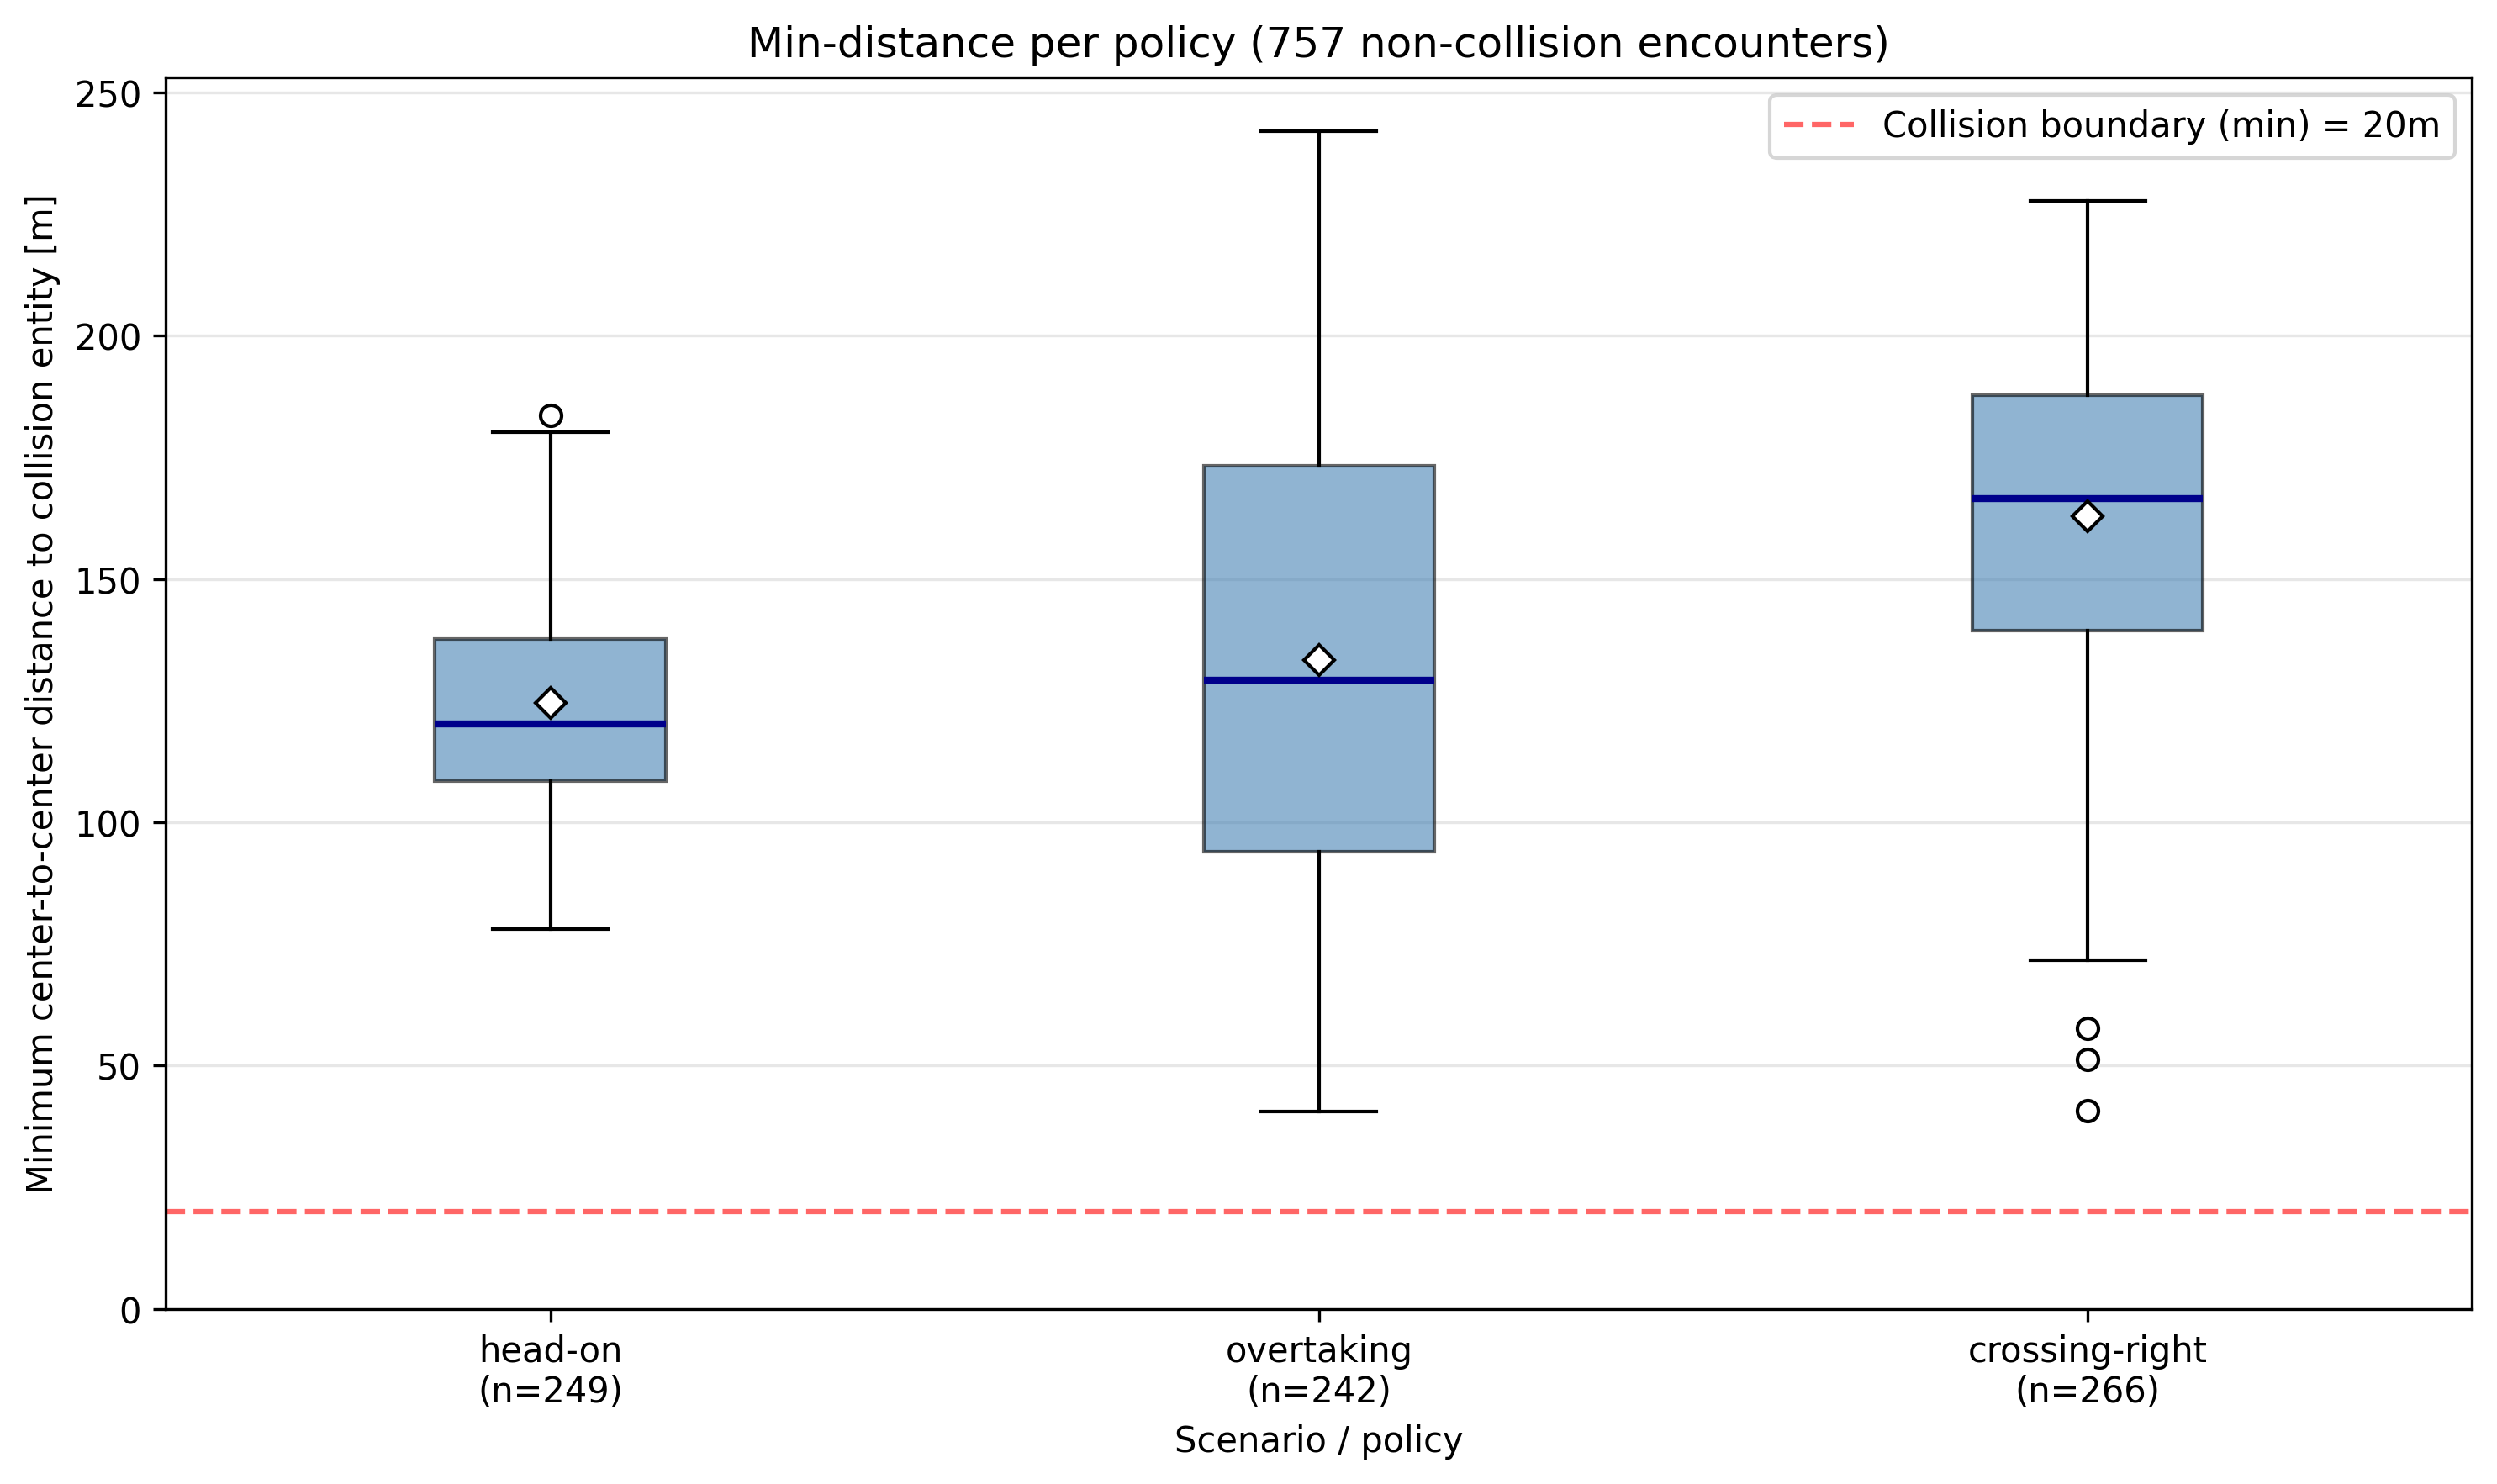 Min-distance per policy (757 non-collision encounters)
Collision boundary (min) = 20m
Minimum center-to-center distance to collision entity [m]
250
200
150
100
50
0
head-on
(n=249)
overtaking
(n=242)
crossing-right
(n=266)
Scenario / policy